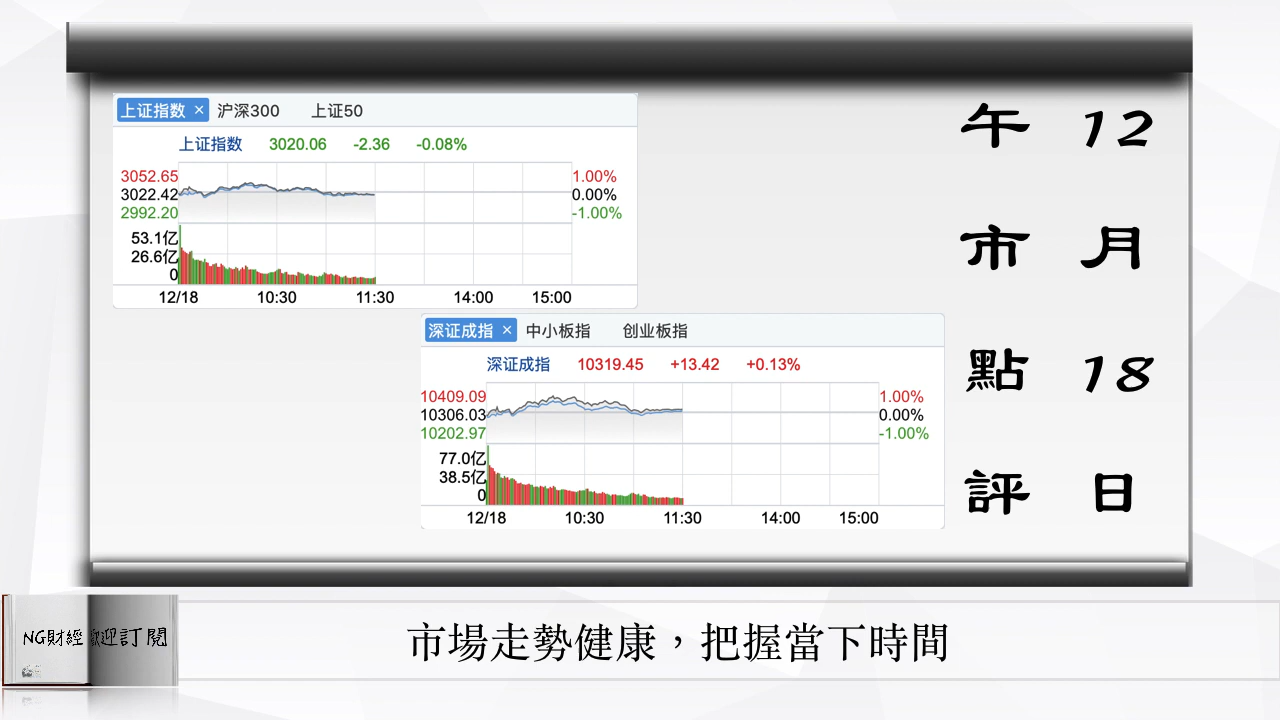 上证指数 × 沪深300 上证50
上证指数 3020.06 -2.36 -0.08%
3052.65 1.00%
3022.42 0.00%
2992.20 -1.00%
53.1亿
26.6亿
0
12/18 10:30 11:30 14:00 15:00
深证成指 × 中小板指 创业板指
深证成指 10319.45 +13.42 +0.13%
10409.09 1.00%
10306.03 0.00%
10202.97 -1.00%
77.0亿
38.5亿
0
12/18 10:30 11:30 14:00 15:00
12月18日
午市點評
NG財經 歡迎訂閱
市場走勢健康，把握當下時間